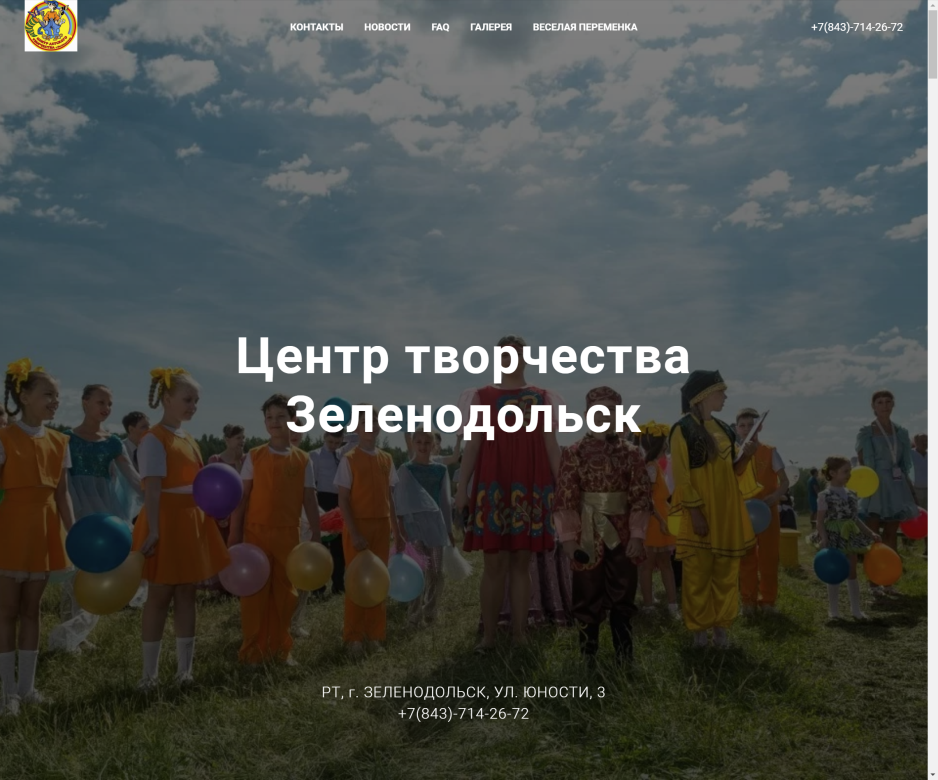 КОНТАКТЫ НОВОСТИ FAQ ГАЛЕРЕЯ ВЕСЕЛАЯ ПЕРЕМЕНКА +7(843)-714-26-72
Центр творчества
Зеленодольск
РТ, г. ЗЕЛЕНОДОЛЬСК, УЛ. ЮНОСТИ, 3
+7(843)-714-26-72